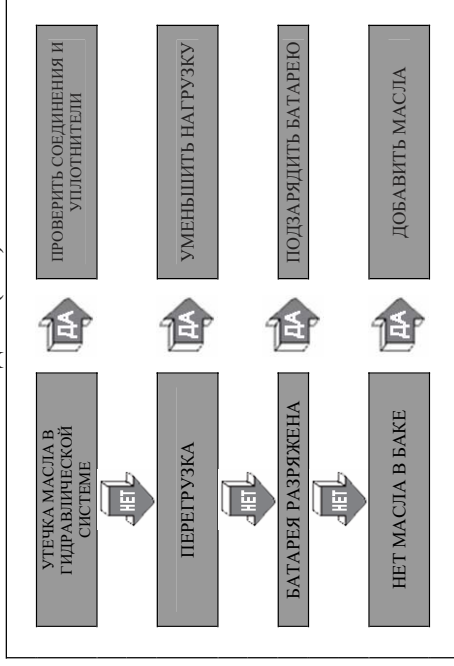 УТЕЧКА МАСЛА В
ГИДРАВЛИЧЕСКОЙ
СИСТЕМЕ
ДА
ПРОВЕРИТЬ СОЕДИНЕНИЯ И
УПЛОТНИТЕЛИ
НЕТ
ПЕРЕГРУЗКА
ДА
УМЕНЬШИТЬ НАГРУЗКУ
НЕТ
БАТАРЕЯ РАЗРЯЖЕНА
ДА
ПОДЗАРЯДИТЬ БАТАРЕЮ
НЕТ
НЕТ МАСЛА В БАКЕ
ДА
ДОБАВИТЬ МАСЛА